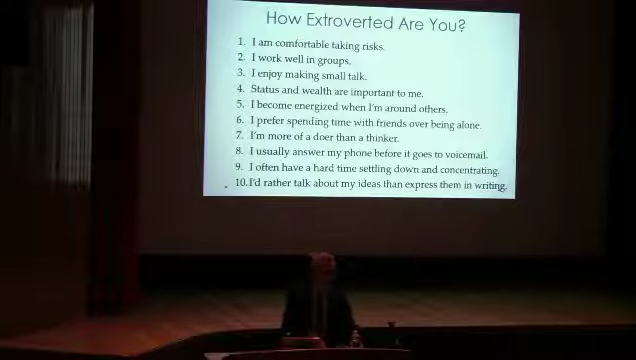 How Extroverted Are You?
1. I am comfortable taking risks.
2. I work well in groups.
3. I enjoy making small talk.
4. Status and wealth are important to me.
5. I become energized when I'm around others.
6. I prefer spending time with friends over being alone.
7. I'm more of a doer than a thinker.
8. I usually answer my phone before it goes to voicemail.
9. I often have a hard time settling down and concentrating.
10. I'd rather talk about my ideas than express them in writing.